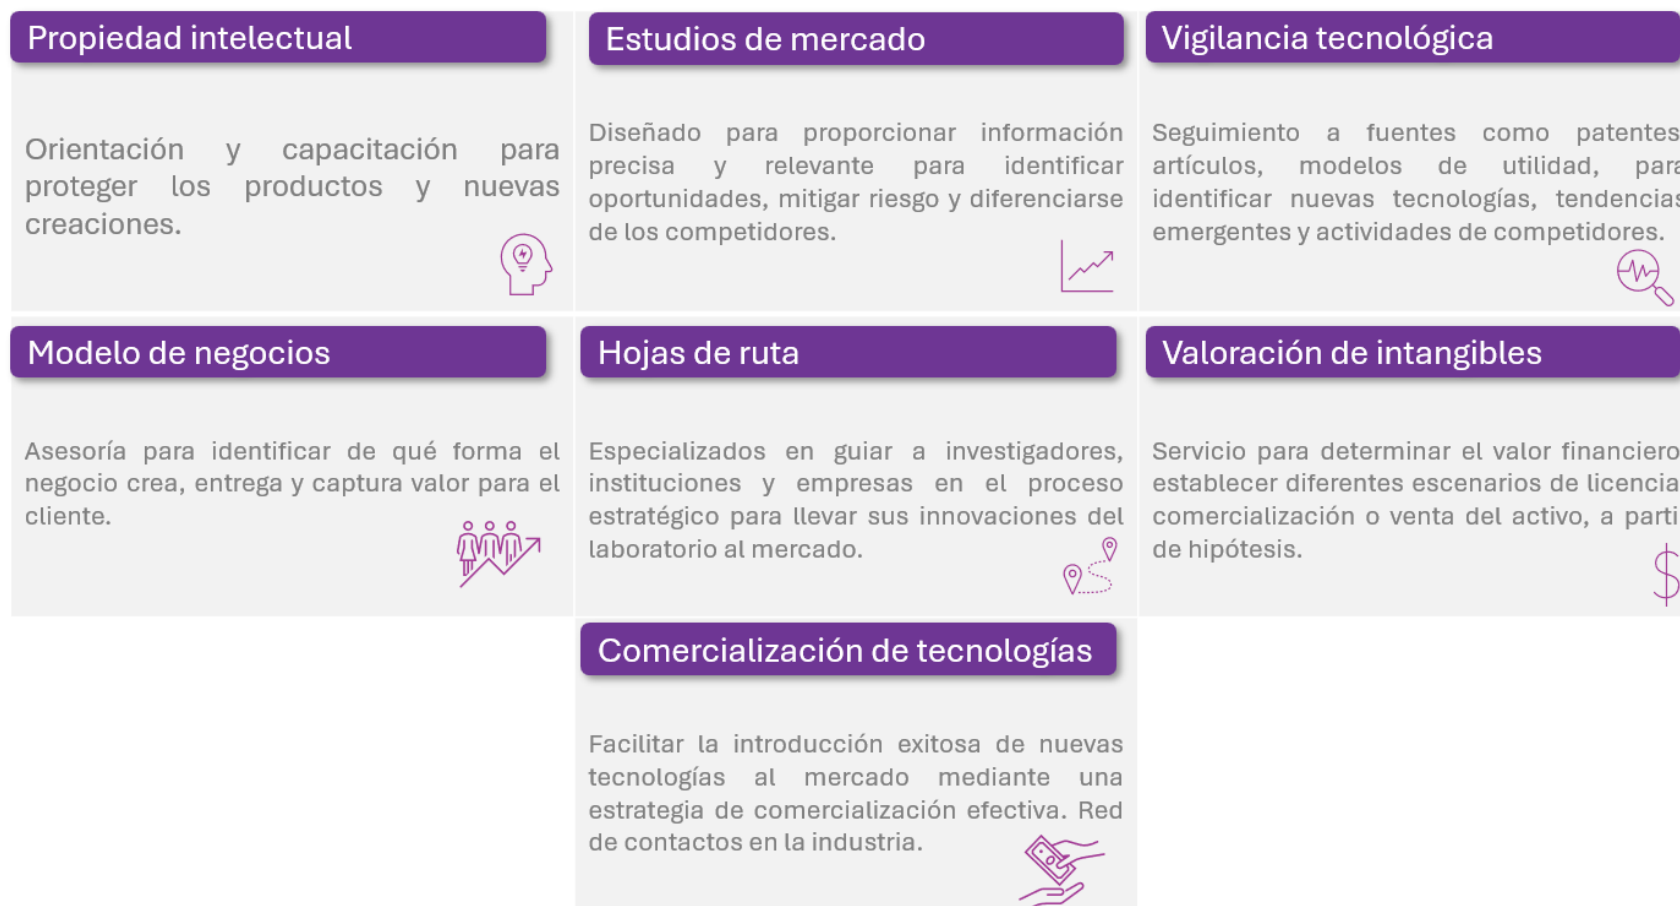 Propiedad intelectual
Orientación y capacitación para
proteger los productos y nuevas
creaciones.
Estudios de mercado
Diseñado para proporcionar información
precisa y relevante para identificar
oportunidades, mitigar riesgo y diferenciarse
de los competidores.
Vigilancia tecnológica
Seguimiento a fuentes como patentes
artículos, modelos de utilidad, para
identificar nuevas tecnologías, tendencias
emergentes y actividades de competidores.
Modelo de negocios
Asesoría para identificar de qué forma el
negocio crea, entrega y captura valor para el
cliente.
Hojas de ruta
Especializados en guiar a investigadores,
instituciones y empresas en el proceso
estratégico para llevar sus innovaciones del
laboratorio al mercado.
Valoración de intangibles
Servicio para determinar el valor financiero
establecer diferentes escenarios de licencia
comercialización o venta del activo, a parti
de hipótesis.
Comercialización de tecnologías
Facilitar la introducción exitosa de nuevas
tecnologías al mercado mediante una
estrategia de comercialización efectiva. Red
de contactos en la industria.